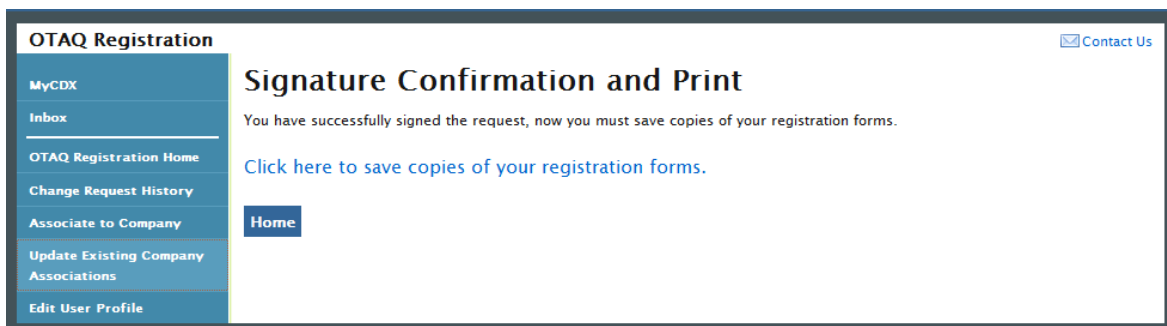 OTAQ Registration
Contact Us
MyCDX
Inbox
OTAQ Registration Home
Change Request History
Associate to Company
Update Existing Company
Associations
Edit User Profile
Signature Confirmation and Print
You have successfully signed the request, now you must save copies of your registration forms.
Click here to save copies of your registration forms.
Home